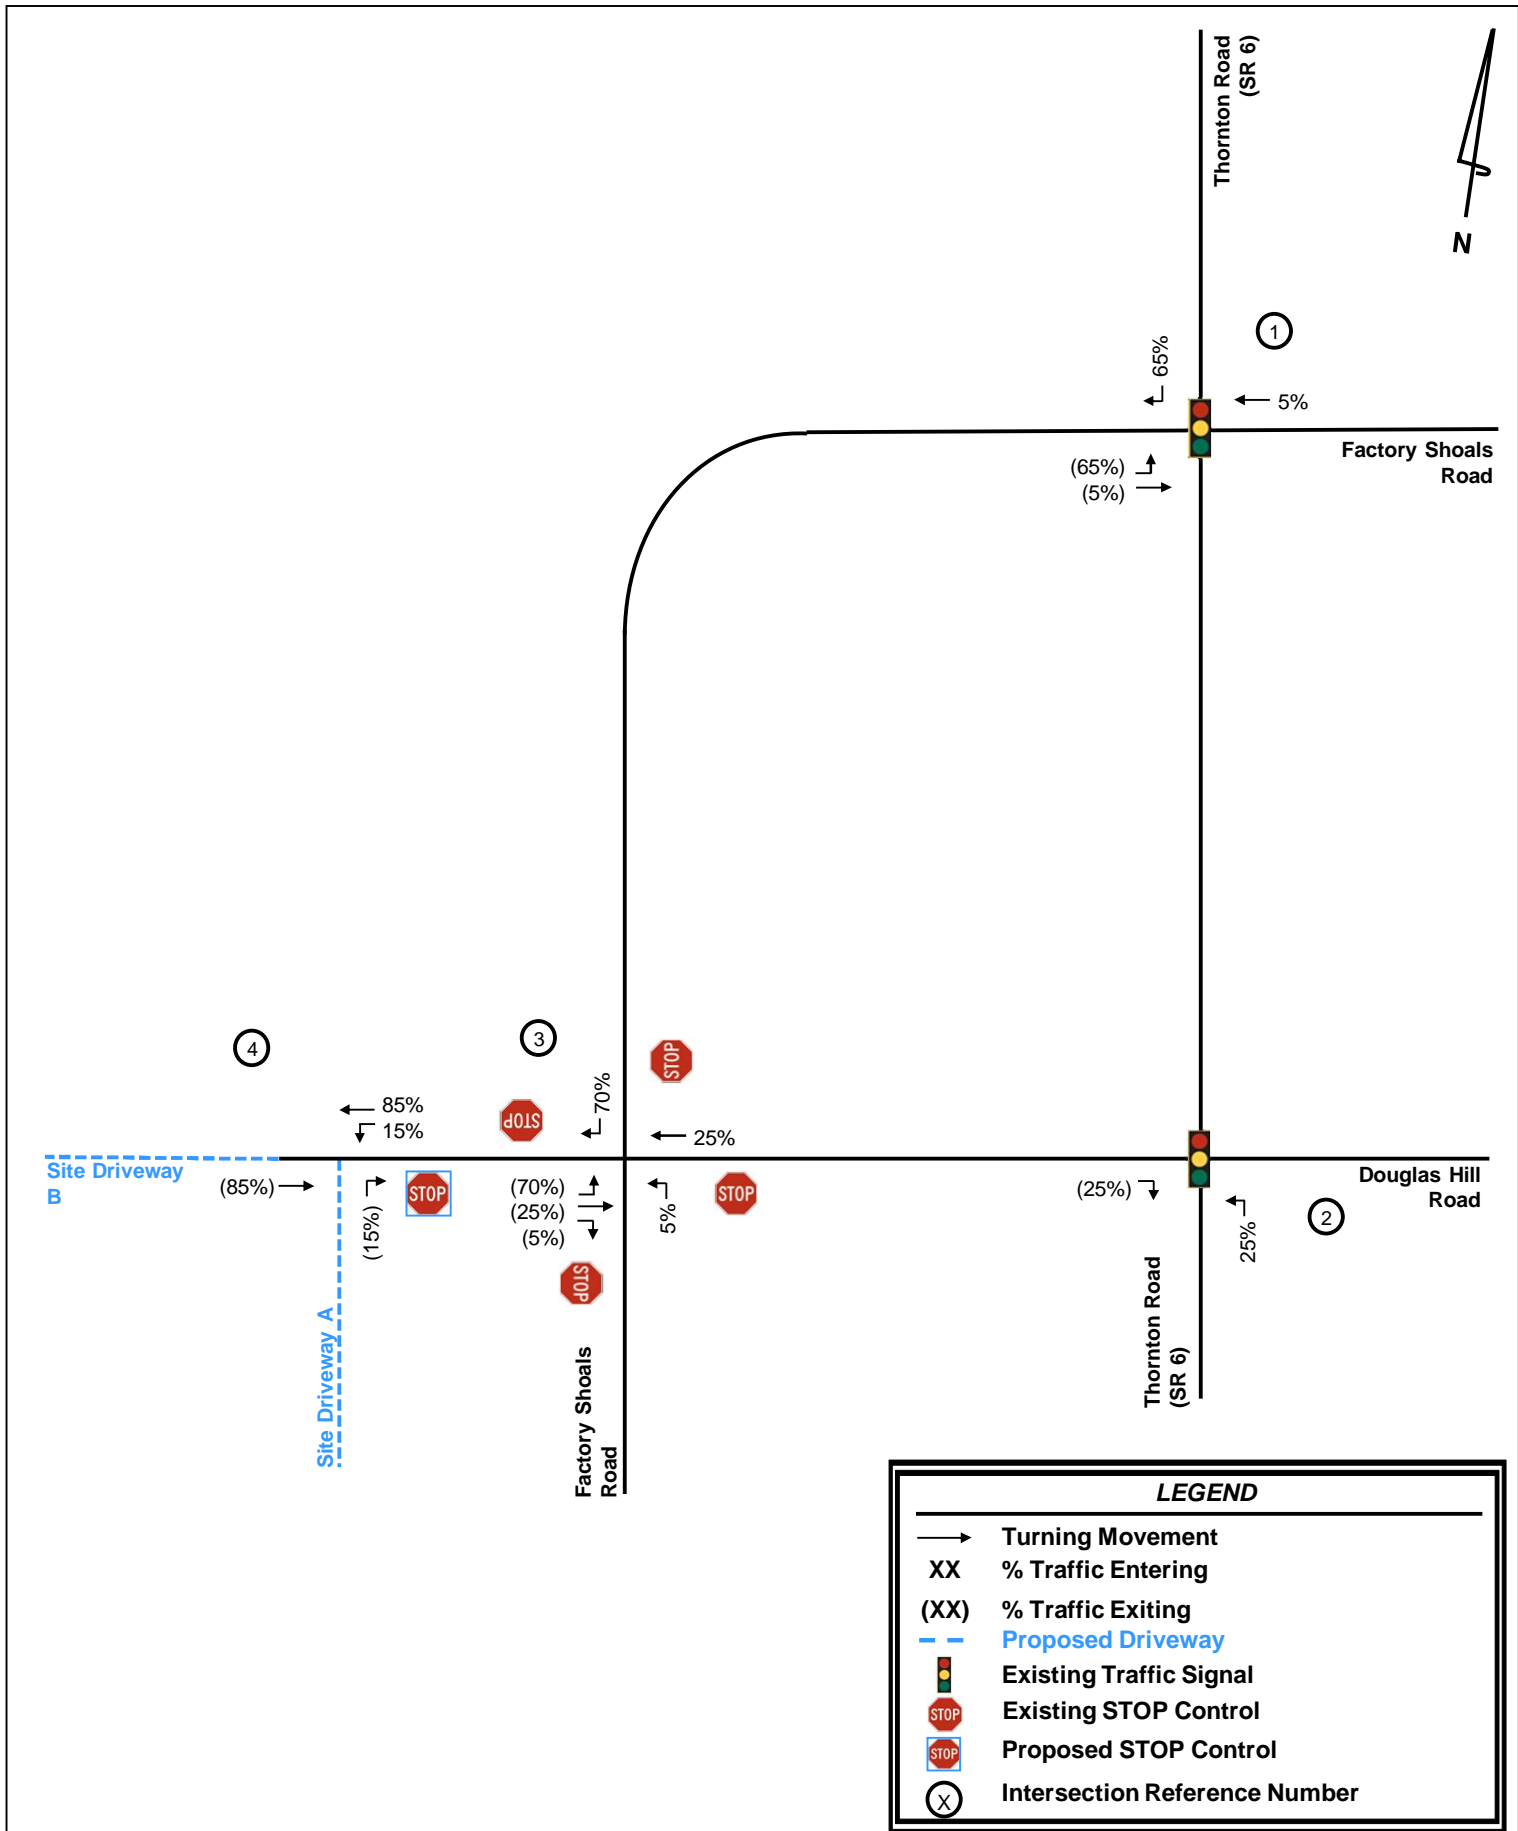 Thornton Road
(SR 6)
N
1
65%
5%
Factory Shoals
Road
(65%)
(5%)
4
3
STOP
70%
STOP
85%
15%
25%
Site Driveway
B
(85%)
(15%)
STOP
(70%)
(25%)
(5%)
5%
STOP
(25%)
Douglas Hill
Road
2
25%
STOP
Site Driveway A
Factory Shoals
Road
Thornton Road
(SR 6)
LEGEND
Turning Movement
XX % Traffic Entering
(XX) % Traffic Exiting
Proposed Driveway
Existing Traffic Signal
STOP Existing STOP Control
STOP Proposed STOP Control
X Intersection Reference Number